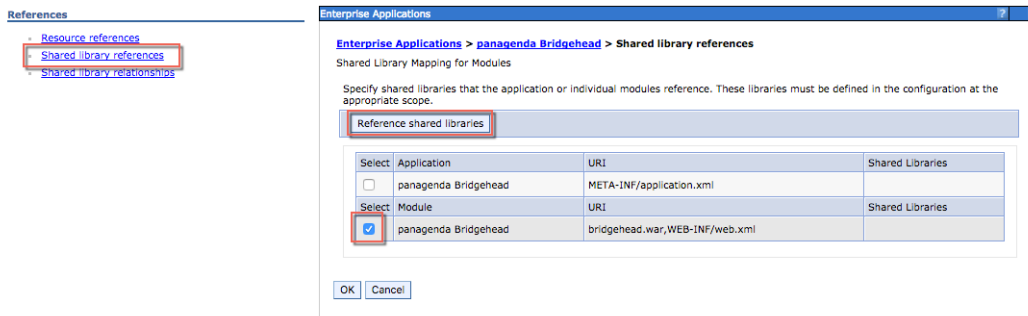 References
Resource references
Shared library references
Shared library relationships
Enterprise Applications ?
Enterprise Applications > panagenda Bridgehead > Shared library references
Shared Library Mapping for Modules
Specify shared libraries that the application or individual modules reference. These libraries must be defined in the configuration at the
appropriate scope.
Reference shared libraries
Select Application URI Shared Libraries
panagenda Bridgehead META-INF/application.xml
Select Module URI Shared Libraries
panagenda Bridgehead bridgehead.war,WEB-INF/web.xml
OK Cancel